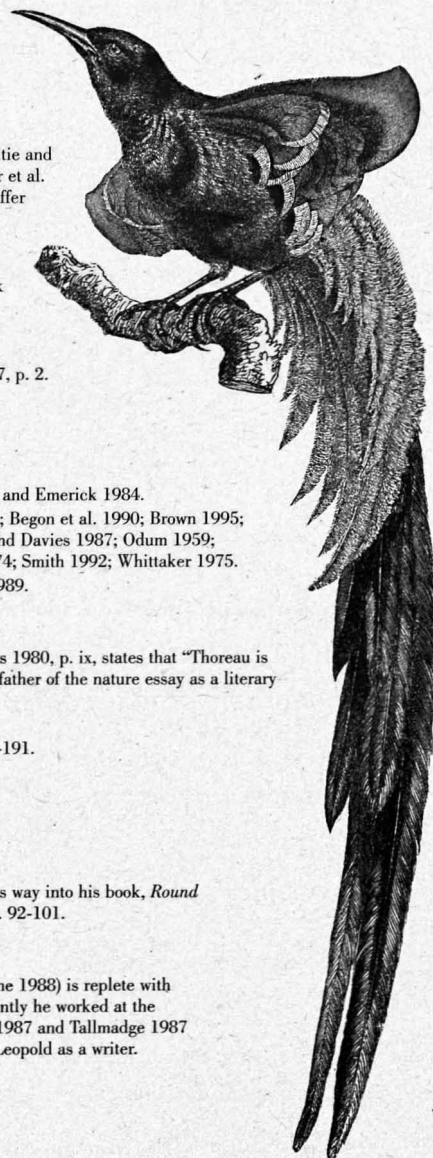 tie and
r et al.
ffer
k
7, p. 2.
and Emerick 1984.
; Begon et al. 1990; Brown 1995;
nd Davies 1987; Odum 1959;
74; Smith 1992; Whittaker 1975.
989.
s 1980, p. ix, states that “Thoreau is
father of the nature essay as a literary
-191.
s way into his book, Round
. 92-101.
ne 1988) is replete with
ntly he worked at the
1987 and Tallmadge 1987
Leopold as a writer.